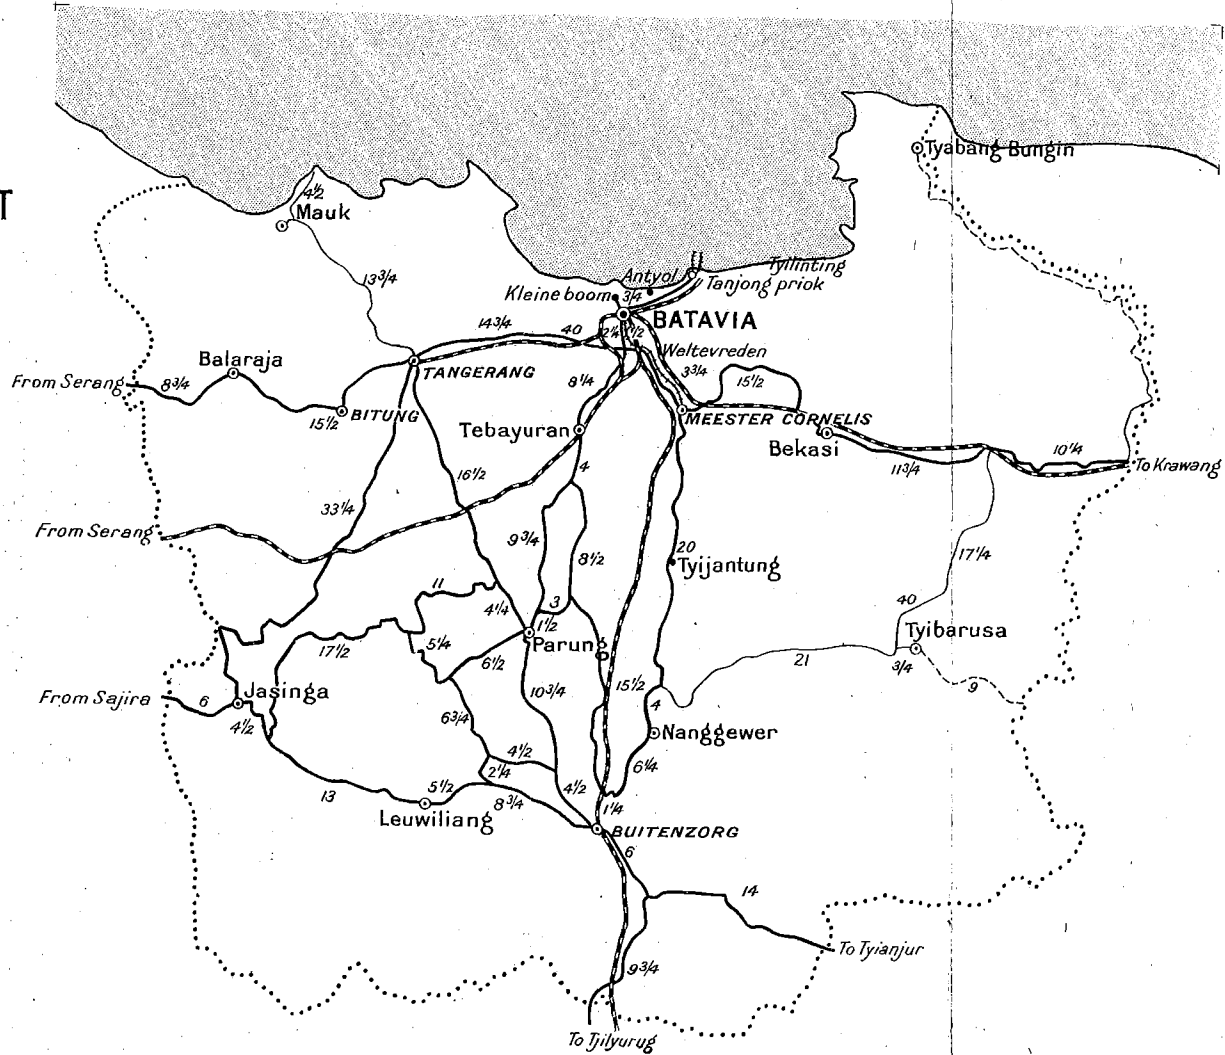 T
Tyabang Bungin
4½
Mauk
13¾
Tyilinting
Antyol
Tanjong priok
Kleine boom
¾
BATAVIA
14¾
40
2¼
1½
Weltevreden
Balaraja
3¾
15½
From Serang
8¾
TANGERANG
8¼
15½
BITUNG
MEESTER CORNELIS
Tebayuran
Bekasi
10¼
11¾
To Krawang
4
16½
33¼
From Serang
9¾
8½
20
Tyijantung
17¼
11
4¼
3
40
1½
Tyibarusa
17½
5¼
Parung
6½
21
¾
9
From Sajira
6
Jasinga
10¾
15½
4
4½
6¾
Nanggewer
4½
2¼
6¼
13
5½
8¾
4½
1¼
Leuwiliang
BUITENZORG
6
14
To Tyianjur
9¾
To Tjilyurug